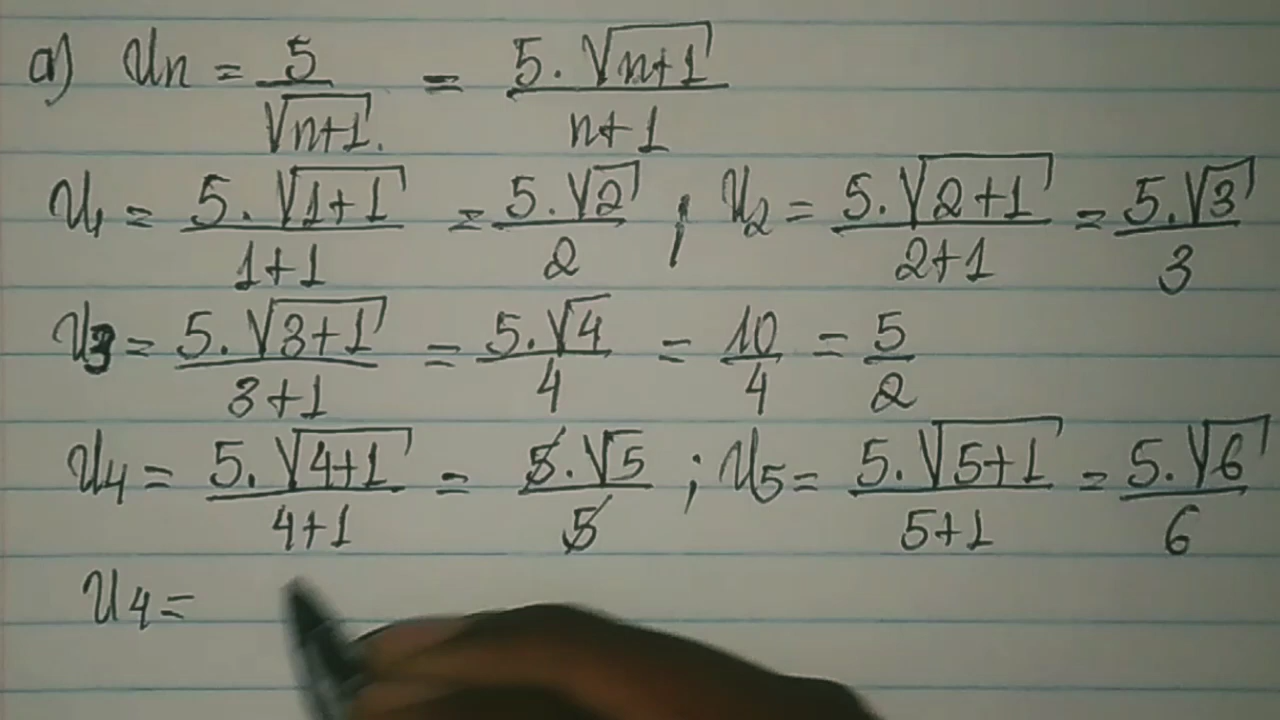 a) Un = 5/√(n+1). = 5.√(n+1)/(n+1)
U1 = 5.√(1+1)/(1+1) = 5.√2/2 ; U2 = 5.√(2+1)/(2+1) = 5.√3/3
U3 = 5.√(3+1)/(3+1) = 5.√4/4 = 10/4 = 5/2
U4 = 5.√(4+1)/(4+1) = 5.√5/5 ; U5 = 5.√(5+1)/(5+1) = 5.√6/6
U4 =